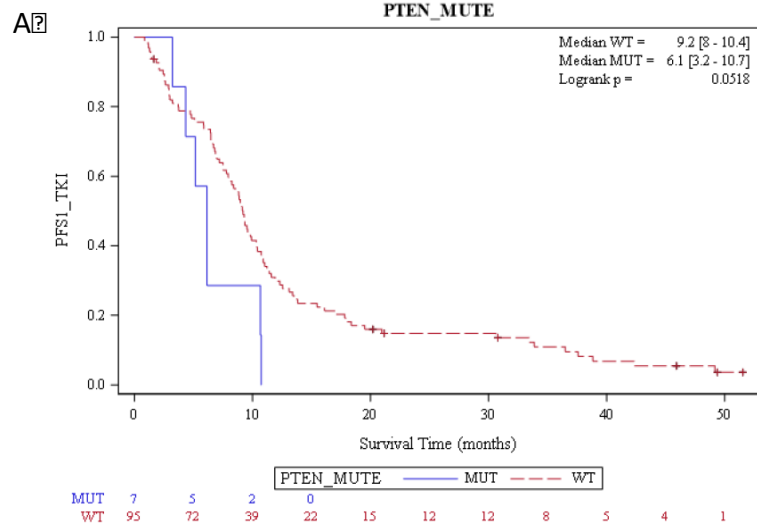 PTEN_MUTE
A
Median WT = 9.2 [8 - 10.4]
Median MUT = 6.1 [3.2 - 10.7]
Logrank p = 0.0518
1.0
0.8
0.6
0.4
0.2
0.0
PFS1_TKI
0 10 20 30 40 50
Survival Time (months)
PTEN_MUTE MUT WT
MUT 7 5 2 0
WT 95 72 39 22 15 12 12 8 5 4 1